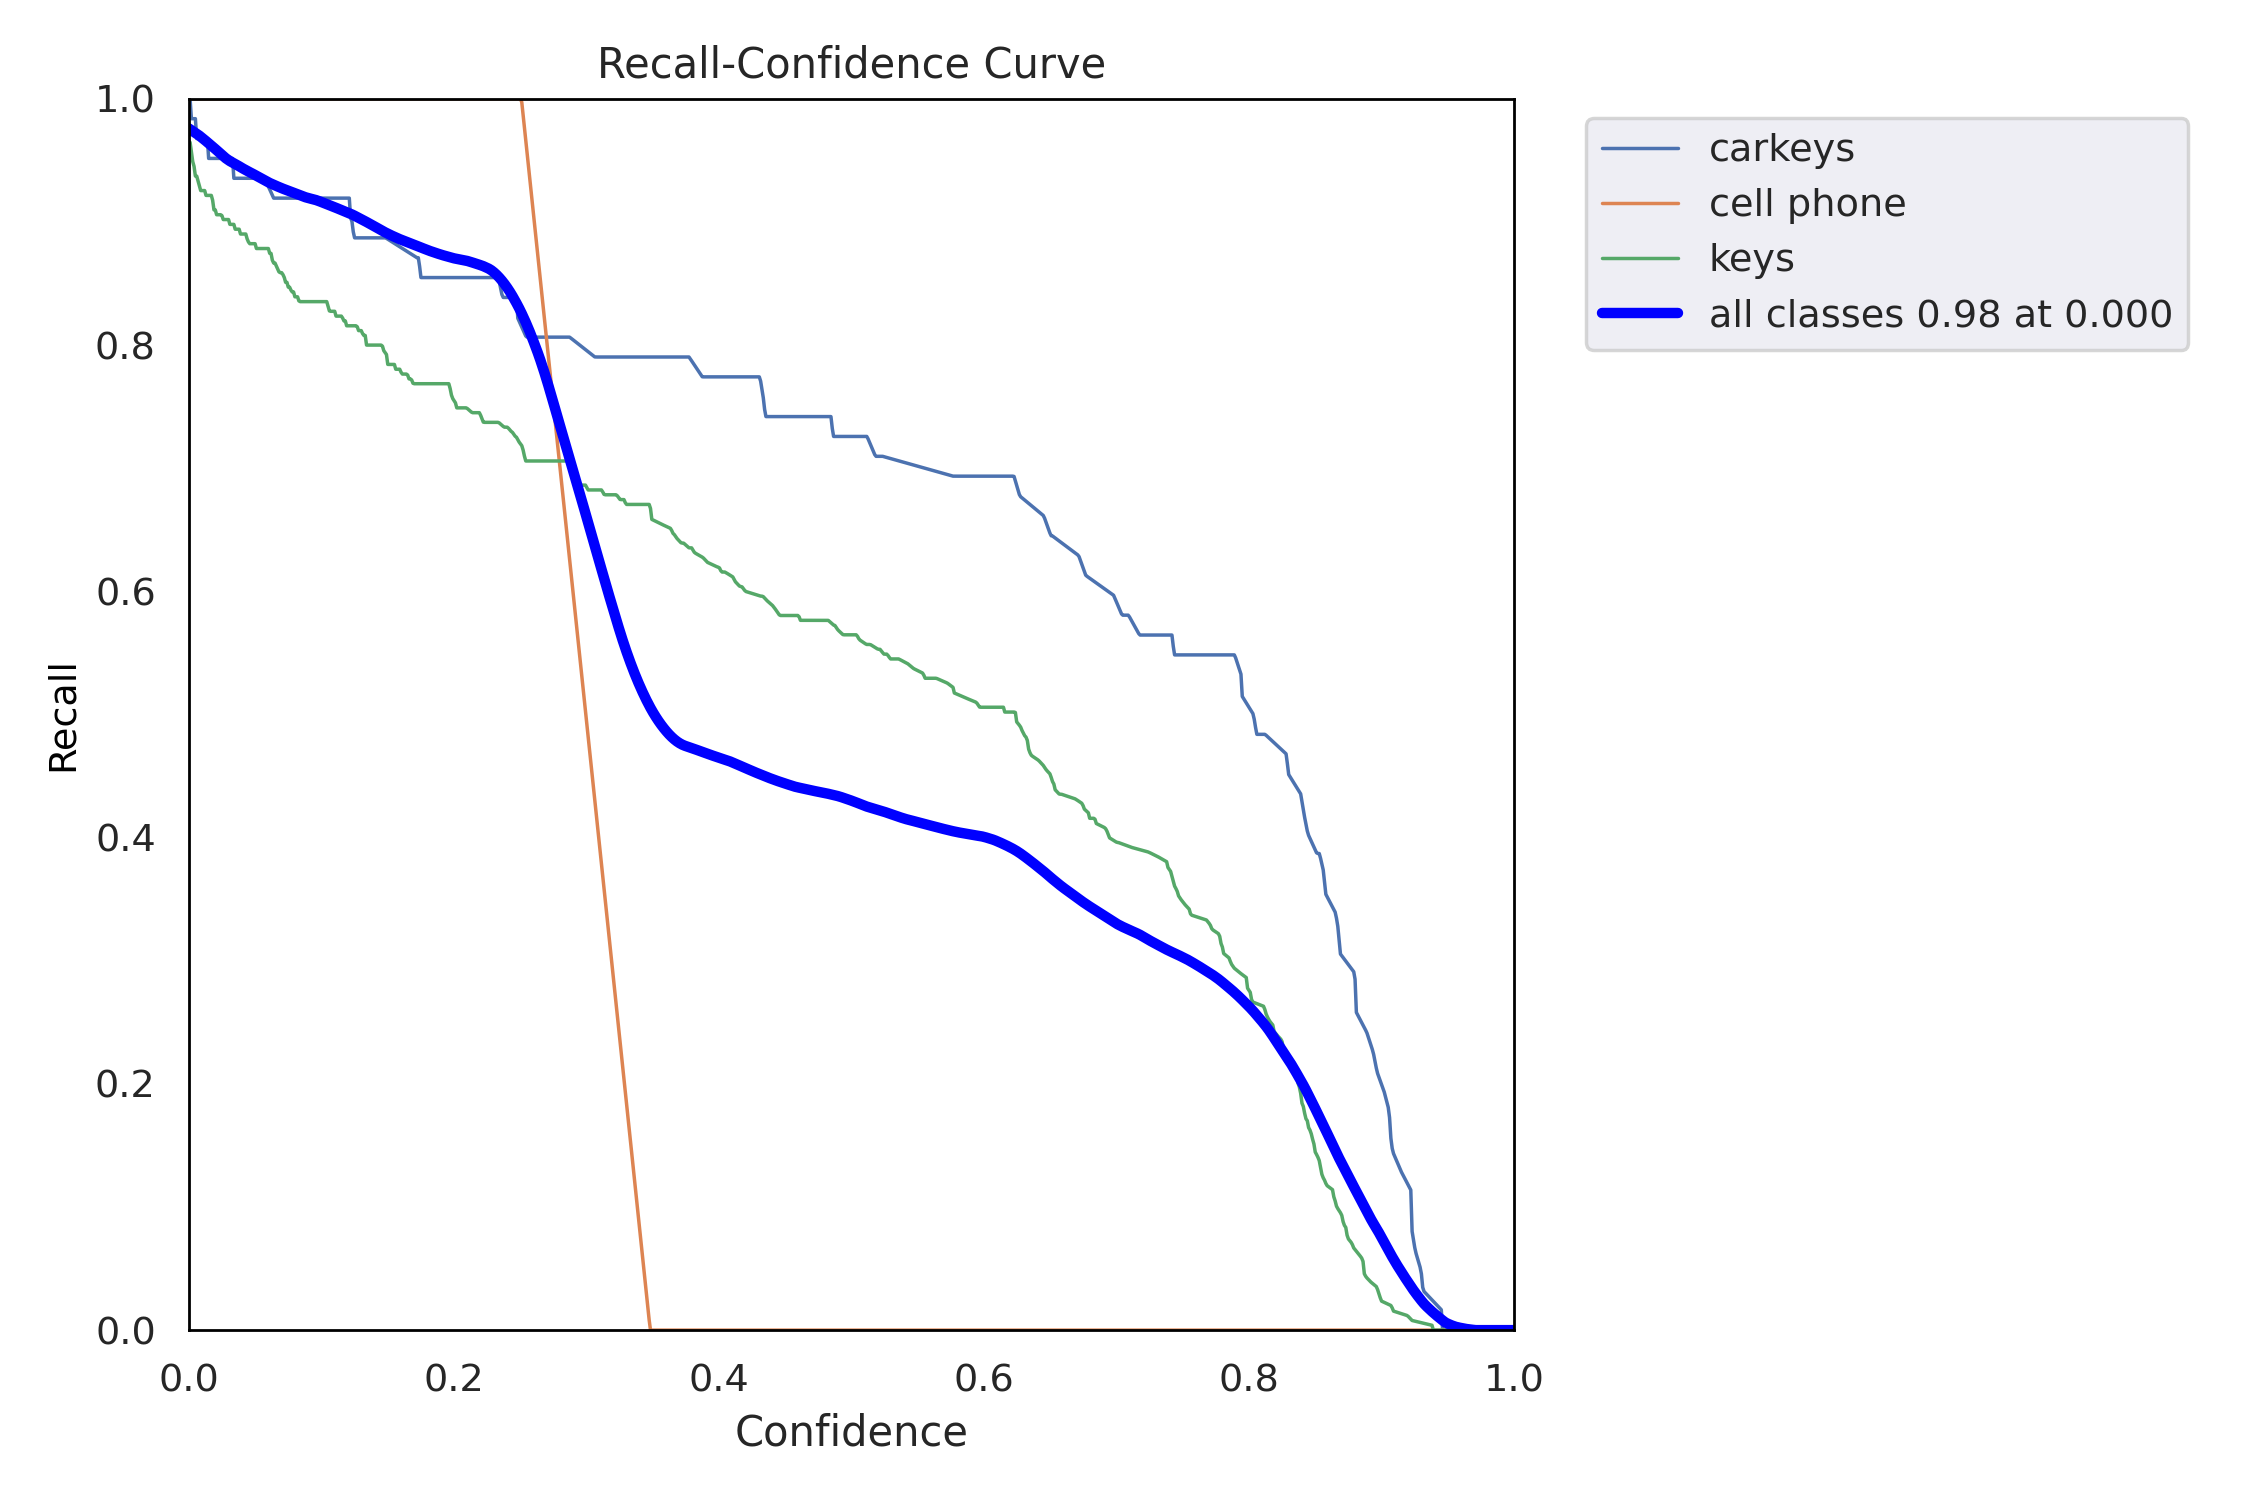 Recall-Confidence Curve
1.0
0.8
0.6
0.4
0.2
0.0
Recall
0.0 0.2 0.4 0.6 0.8 1.0
Confidence
carkeys
cell phone
keys
all classes 0.98 at 0.000